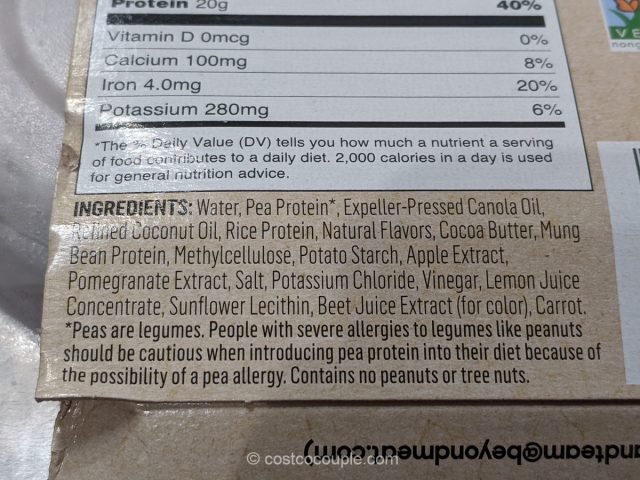 Protein 20g 40%
Vitamin D 0mcg 0%
Calcium 100mg 8%
Iron 4.0mg 20%
Potassium 280mg 6%
*The % Daily Value (DV) tells you how much a nutrient a serving
of food contributes to a daily diet. 2,000 calories in a day is used
for general nutrition advice.
INGREDIENTS: Water, Pea Protein*, Expeller-Pressed Canola Oil,
Refined Coconut Oil, Rice Protein, Natural Flavors, Cocoa Butter, Mung
Bean Protein, Methylcellulose, Potato Starch, Apple Extract,
Pomegranate Extract, Salt, Potassium Chloride, Vinegar, Lemon Juice
Concentrate, Sunflower Lecithin, Beet Juice Extract (for color), Carrot.
*Peas are legumes. People with severe allergies to legumes like peanuts
should be cautious when introducing pea protein into their diet because of
the possibility of a pea allergy. Contains no peanuts or tree nuts.
andteam@beyondmeat.com)
© costcocouple.com
VE
nong